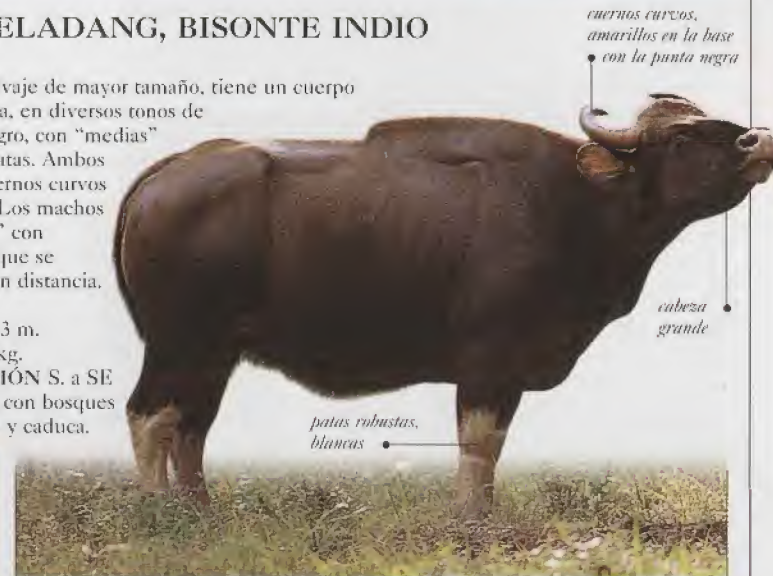 ELADANG, BISONTE INDIO
vaje de mayor tamaño, tiene un cuerpo
a, en diversos tonos de
gro, con “medias”
utas. Ambos
ernos curvos
Los machos
” con
que se
n distancia.
3 m.
kg.
IÓN S. a SE
con bosques
y caduca.
cuernos curvos,
amarillos en la base
con la punta negra
cabeza
grande
patas robustas,
blancas